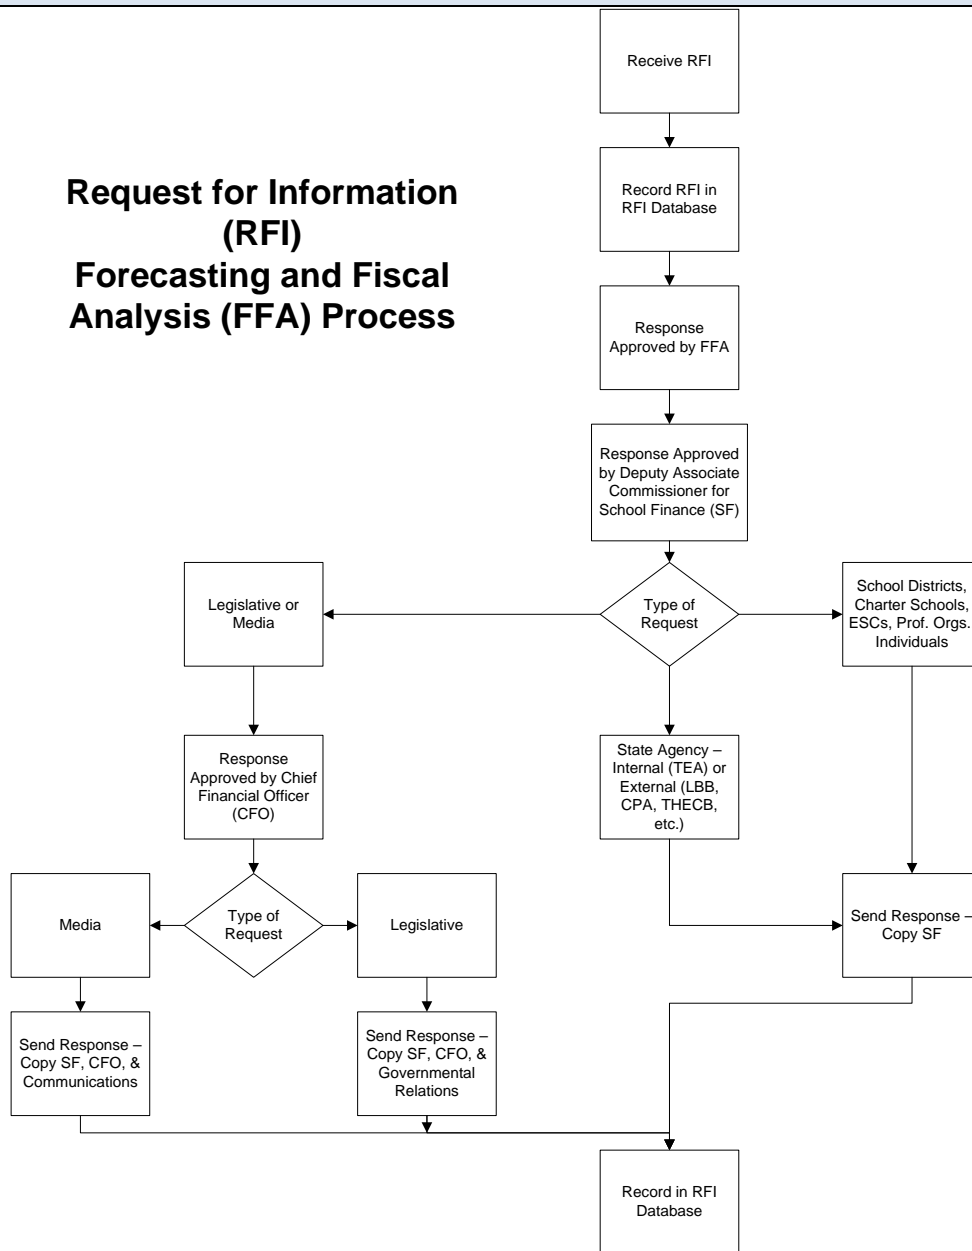 Receive RFI
Request for Information
(RFI)
Forecasting and Fiscal
Analysis (FFA) Process
Record RFI in
RFI Database
Response
Approved by FFA
Response Approved
by Deputy Associate
Commissioner for
School Finance (SF)
Legislative or
Media
Type of
Request
School Districts,
Charter Schools,
ESCs, Prof. Orgs.
Individuals
Response
Approved by Chief
Financial Officer
(CFO)
State Agency –
Internal (TEA) or
External (LBB,
CPA, THECB,
etc.)
Media
Type of
Request
Legislative
Send Response –
Copy SF
Send Response –
Copy SF, CFO, &
Communications
Send Response –
Copy SF, CFO, &
Governmental
Relations
Record in RFI
Database